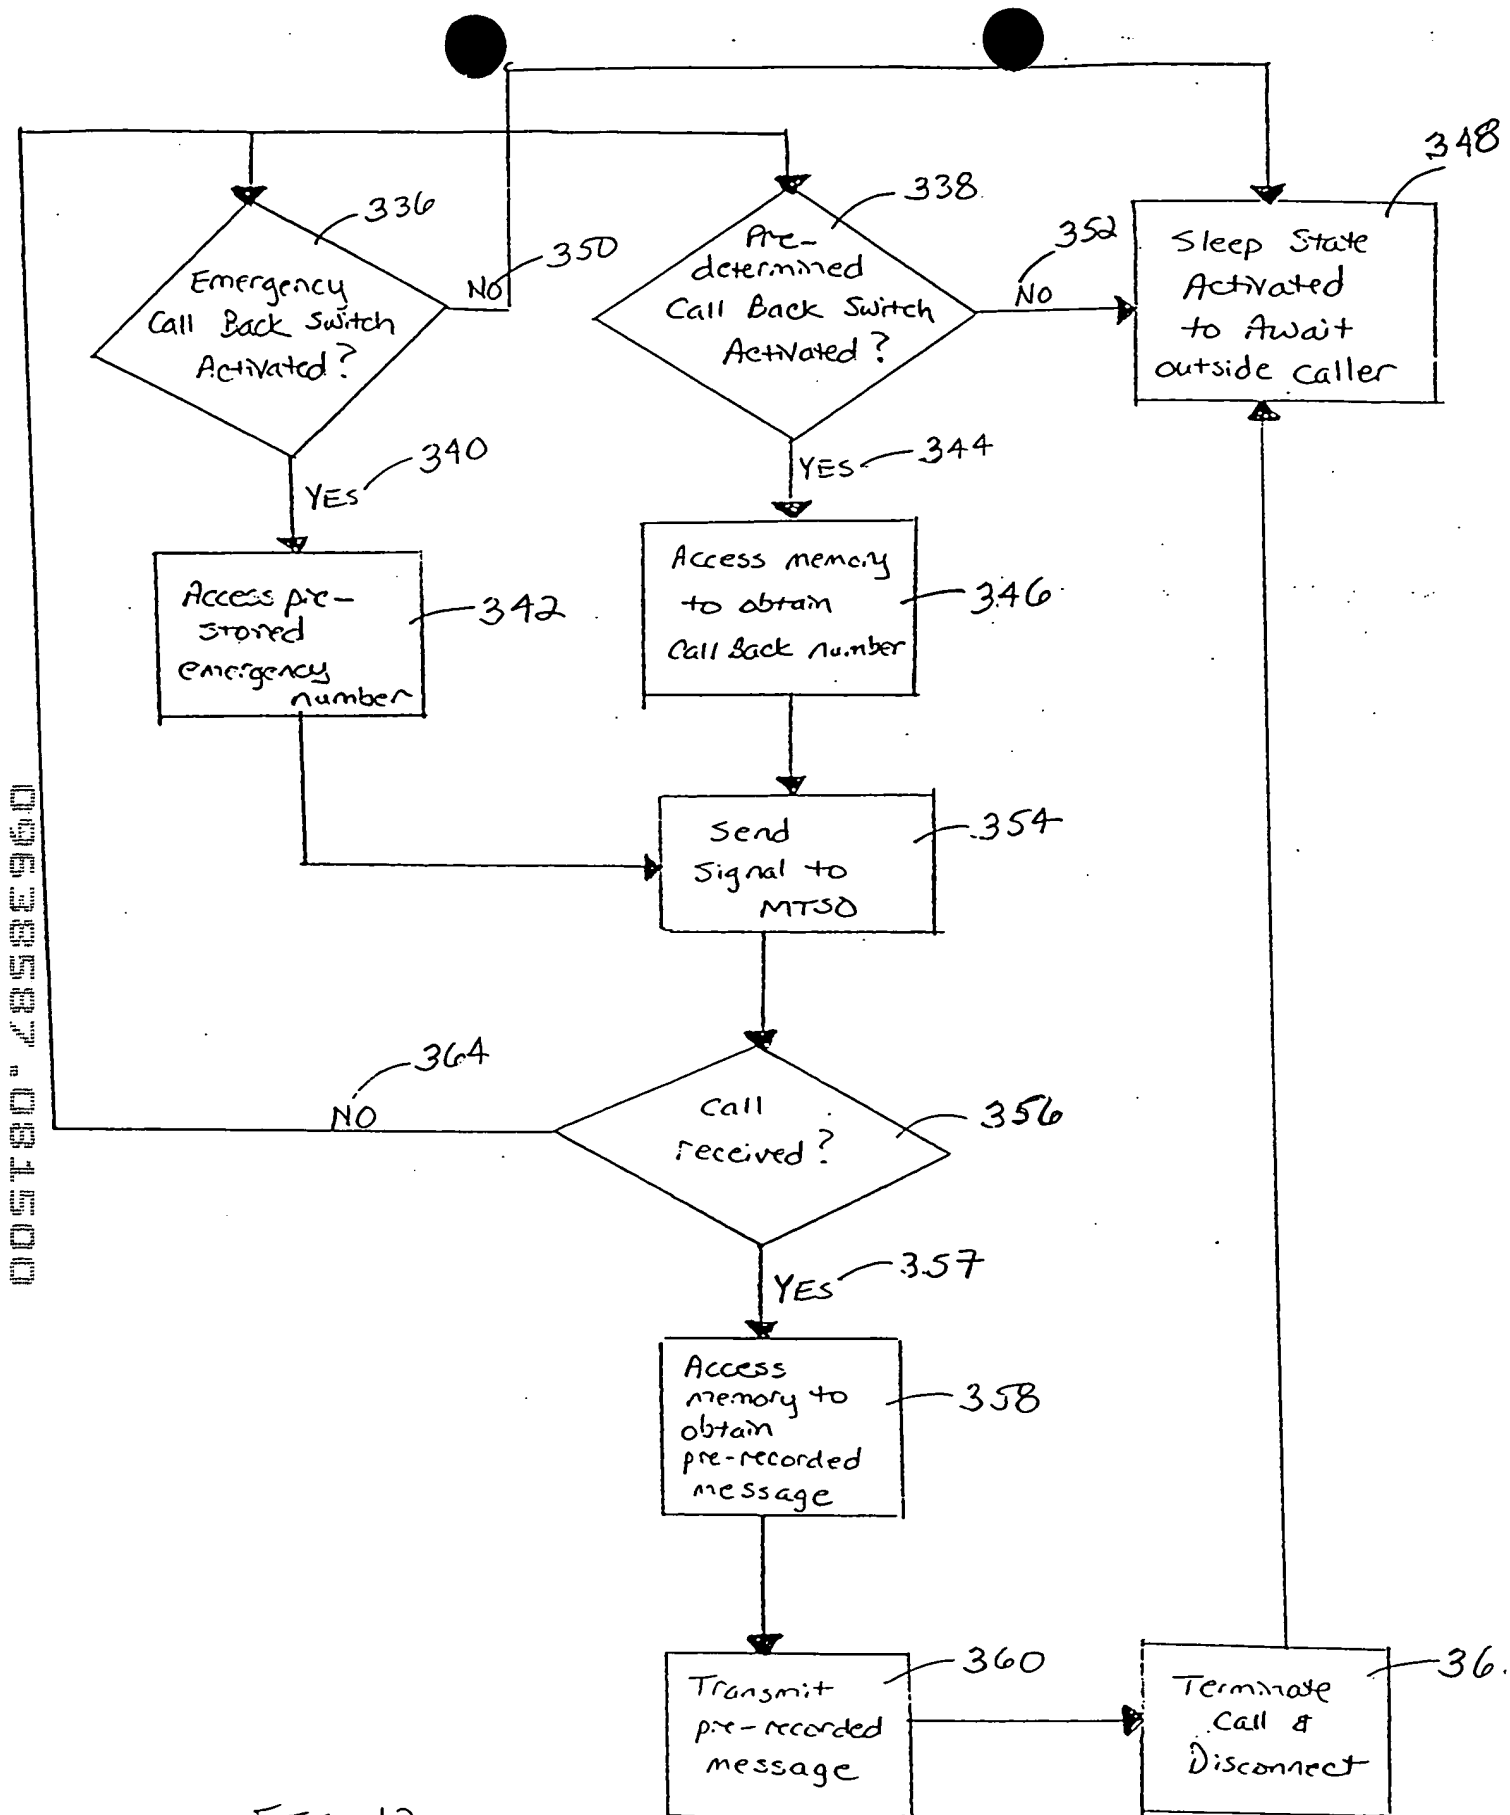 348
336
338
350
352
Emergency
Call Back Switch
Activated?
NO
Pre-
determined
Call Back Switch
Activated?
NO
Sleep State
Activated
to Await
outside caller
YES
340
YES
344
Access pre-
stored
emergency
number
342
Access memory
to obtain
Call Back number
346
Send
Signal to
MTSO
354
09638587.081500
364
NO
Call
received?
356
YES
357
Access
memory to
obtain
pre-recorded
message
358
Transmit
pre-recorded
message
360
Terminate
Call &
Disconnect
36